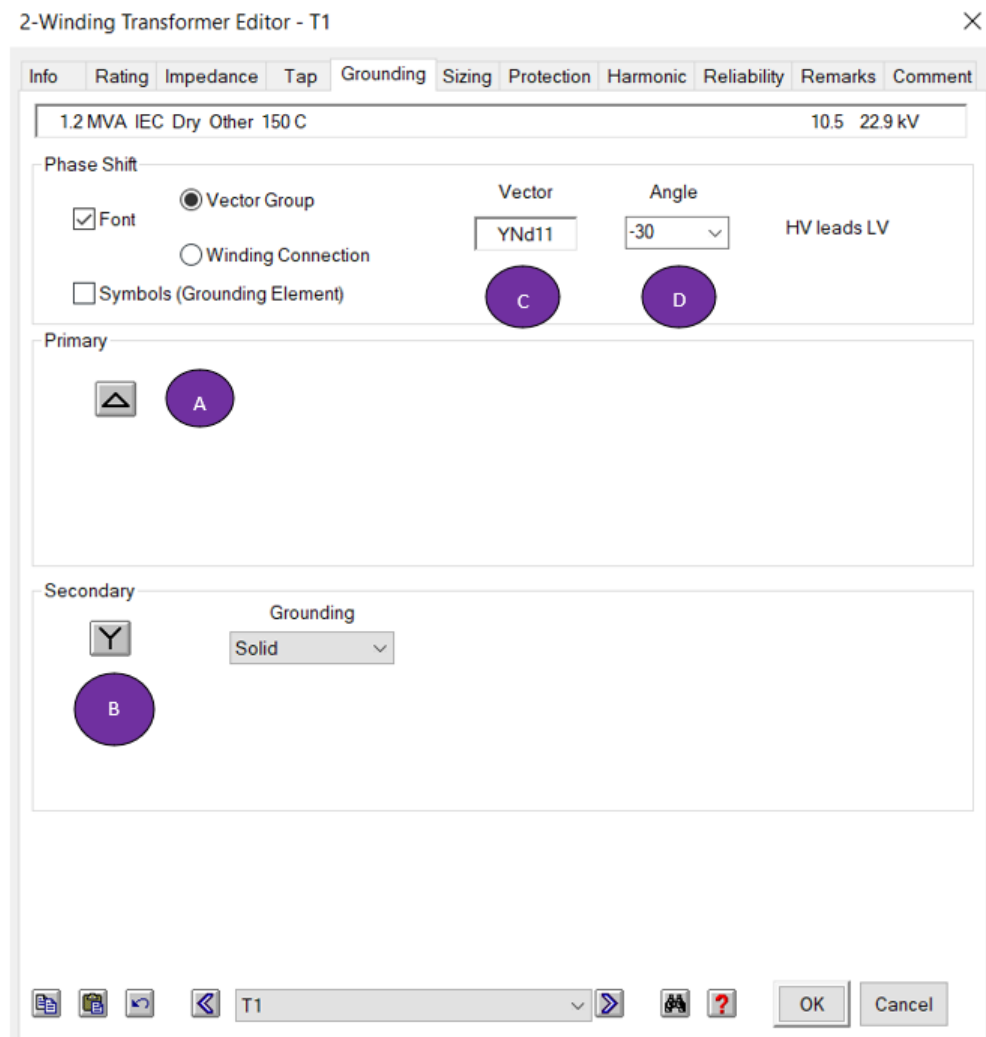 2-Winding Transformer Editor - T1
Info Rating Impedance Tap Grounding Sizing Protection Harmonic Reliability Remarks Comment
1.2 MVA IEC Dry Other 150 C 10.5 22.9 kV
Phase Shift
Vector Group Vector Angle
Font YNd11 -30 HV leads LV
Winding Connection
Symbols (Grounding Element) C D
Primary
A
Secondary
Grounding
Y Solid
B
T1 ? OK Cancel